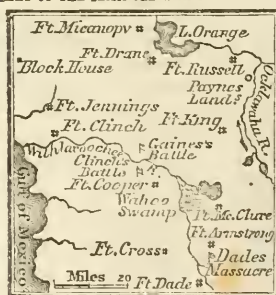 Ft. Micanopy
L. Orange
Ft. Drane
Block House
Ft. Russell
Paynes
Lands
Ocklawaha R.
Ft. Jennings
Ft. Clinch
Ft. King
Gaines's
Battle
Clinch's
Battle
Ft. Cooper
Wahoo
Swamp
Gulf of Mexico
Ft. Mc. Clure
Ft. Armstrong
Ft. Cross
Dades
Massacre
Miles 20
Ft. Dade